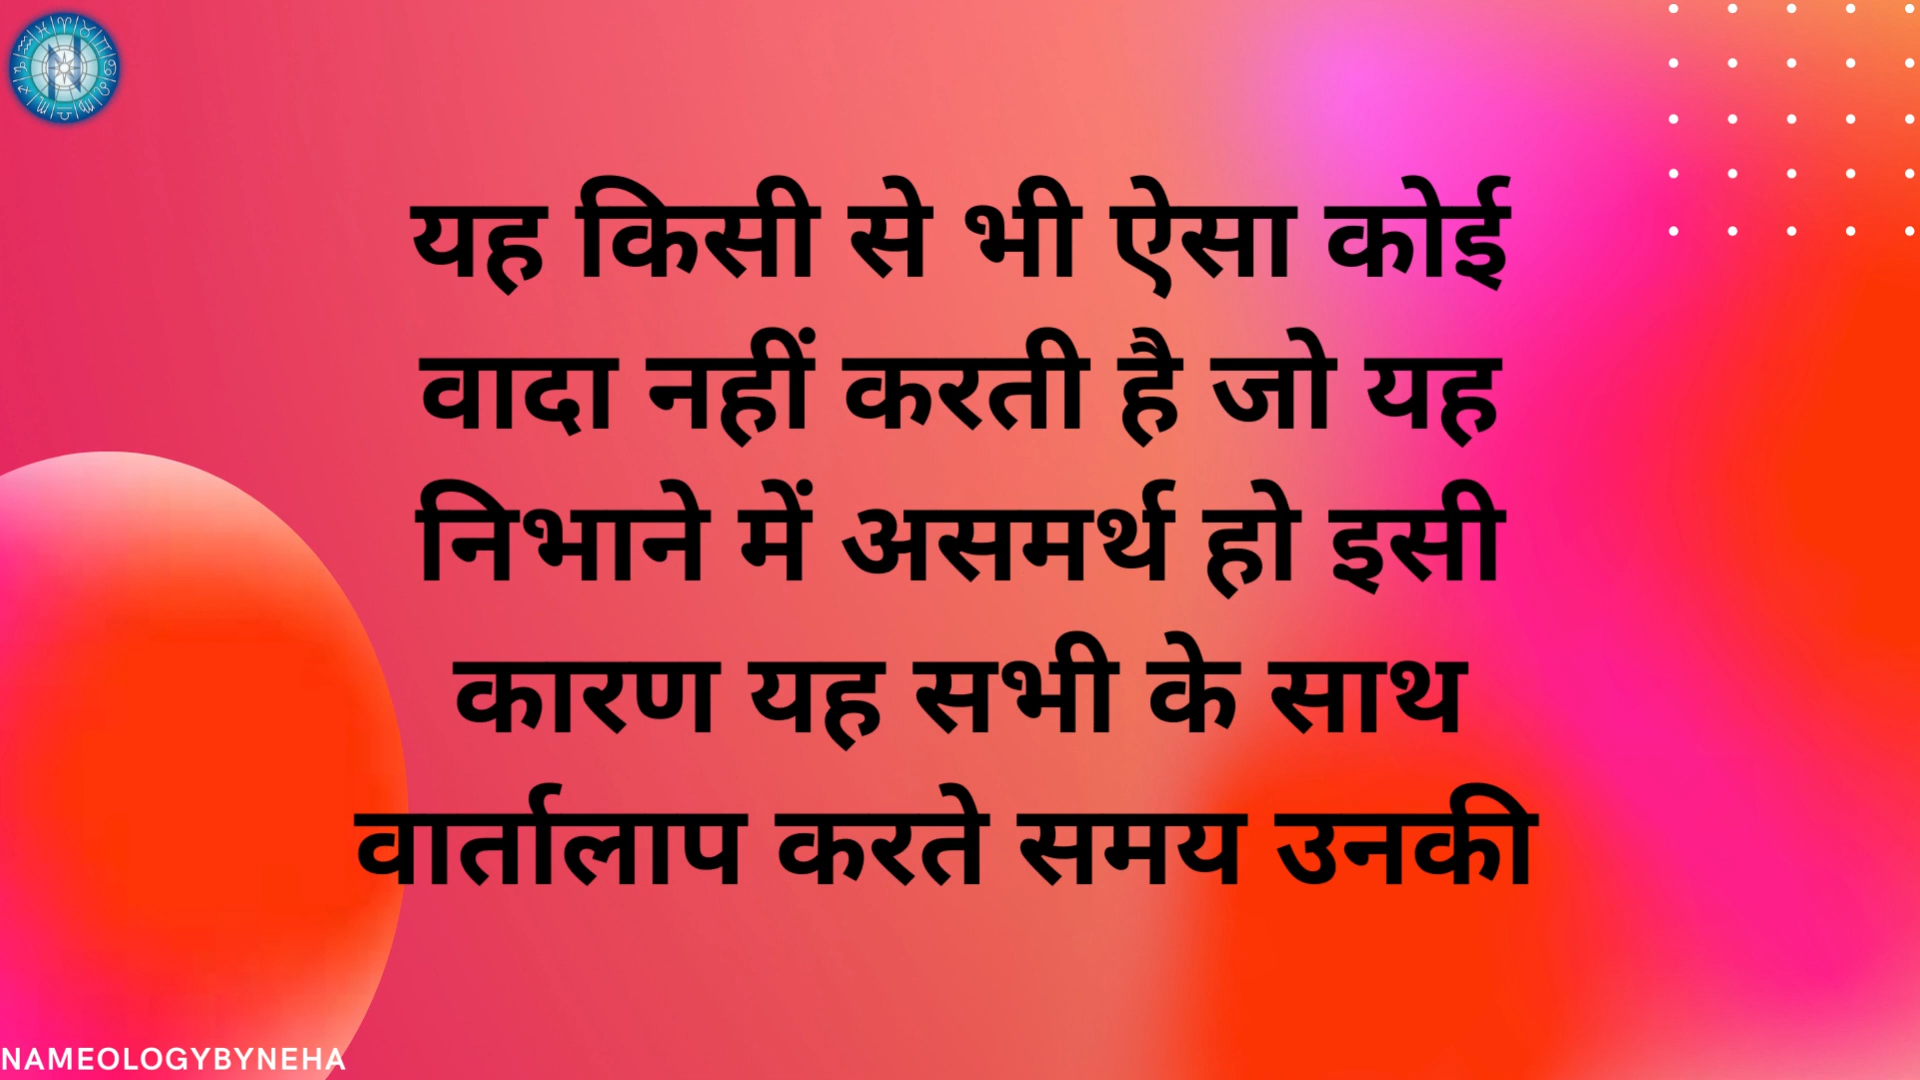 यह किसी से भी ऐसा कोई
वादा नहीं करती है जो यह
निभाने में असमर्थ हो इसी
कारण यह सभी के साथ
वार्तालाप करते समय उनकी
NAMEOLOGYBYNEHA